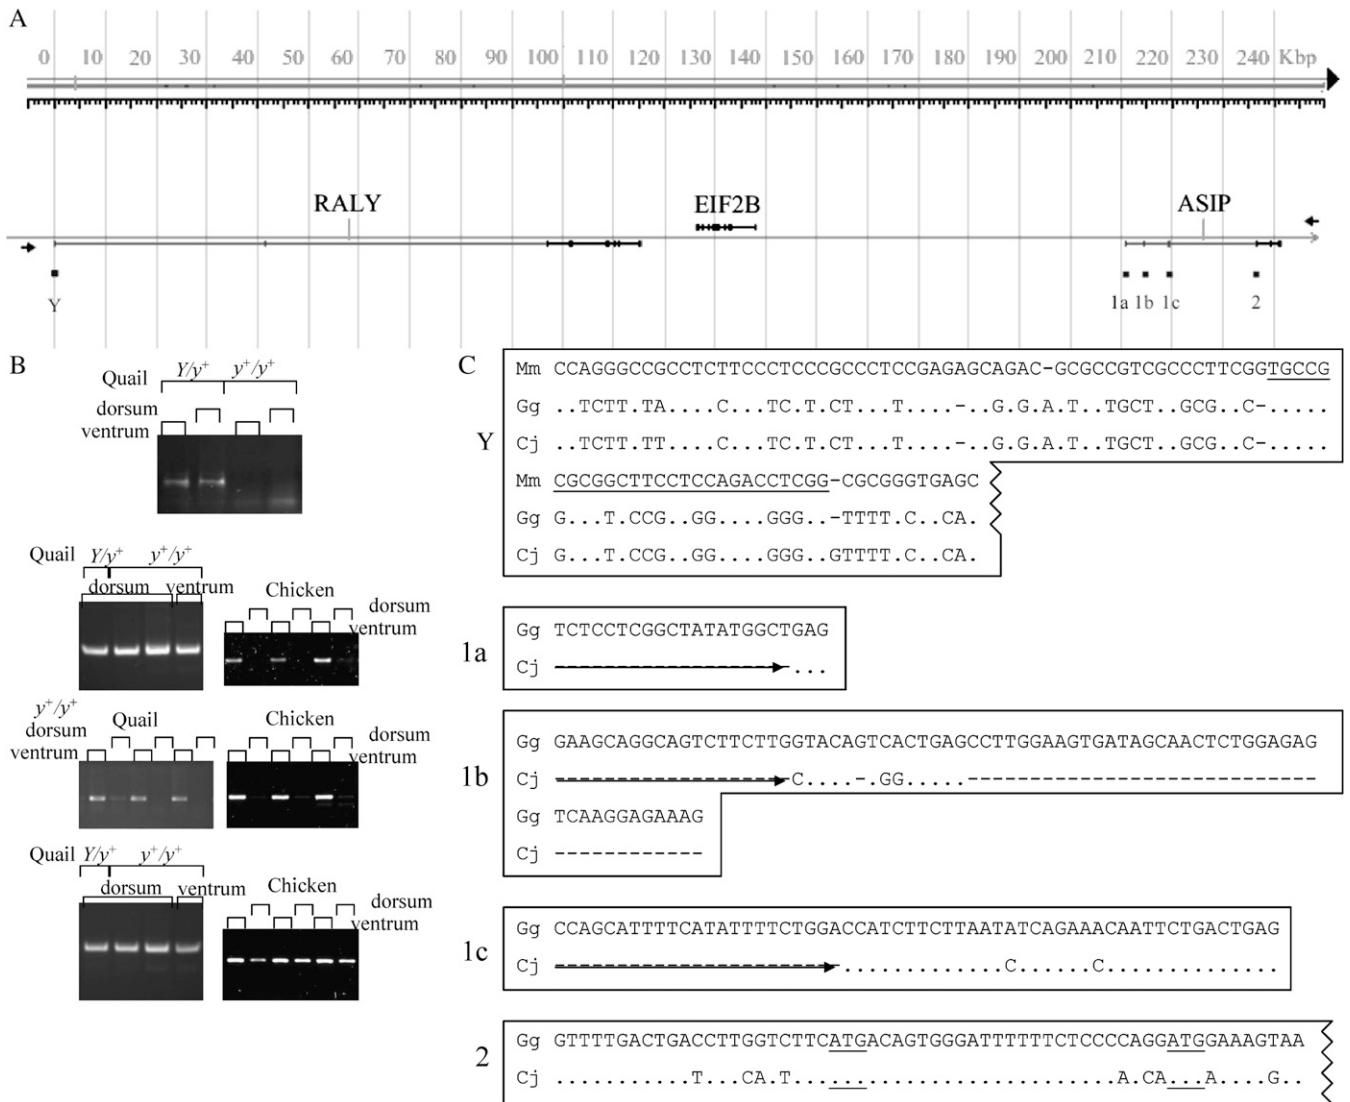 A
0 10 20 30 40 50 60 70 80 90 100 110 120 130 140 150 160 170 180 190 200 210 220 240 Kbp
RALY EIF2B ASIP
Y 1a 1b 1c 2
B
Quail Y/y+ y+/y+
dorsum
ventrum
Quail Y/y+ y+/y+
dorsum ventrum
Chicken
dorsum
ventrum
y+/y+
Quail
dorsum
ventrum
Chicken
dorsum
ventrum
Quail Y/y+ y+/y+
dorsum ventrum
Chicken
dorsum
ventrum
C
Y
Mm CCAGGGCCGCCTCTTCCCTCCCGCCCTCCGAGAGCAGAC-GCGCCGTCGCCCTTCGGTGCCG
Gg ..TCTT.TA....C...TC.T.CT...T....-..G.G.A.T..TGCT..GCG..C-.....
Cj ..TCTT.TT....C...TC.T.CT...T....-..G.G.A.T..TGCT..GCG..C-.....
Mm CGCGGCTTCCTCCAGACCTCGG-CGCGGGTGAGC
Gg G...T.CCG..GG....GGG..-TTTT.C..CA.
Cj G...T.CCG..GG....GGG..GTTTT.C..CA.
1a
Gg TCTCCTCGGCTATATGGCTGAG
Cj -------------------...
1b
Gg GAAGCAGGCAGTCTTCTTGGTACAGTCACTGAGCCTTGGAAGTGATAGCAACTCTGGAGAG
Cj -------------------C....-.GG.....----------------------------
Gg TCAAGGAGAAAG
Cj ------------
1c
Gg CCAGCATTTTCATATTTTCTGGACCATCTTCTTAATATCAGAAACAATTCTGACTGAG
Cj -----------------------.............C......C..............
2
Gg GTTTTGACTGACCTTGGTCTTCATGACAGTGGGATTTTTTCTCCCCAGGATGGAAAGTAA
Cj ...........T...CA.T..........................A.CA...A....G..